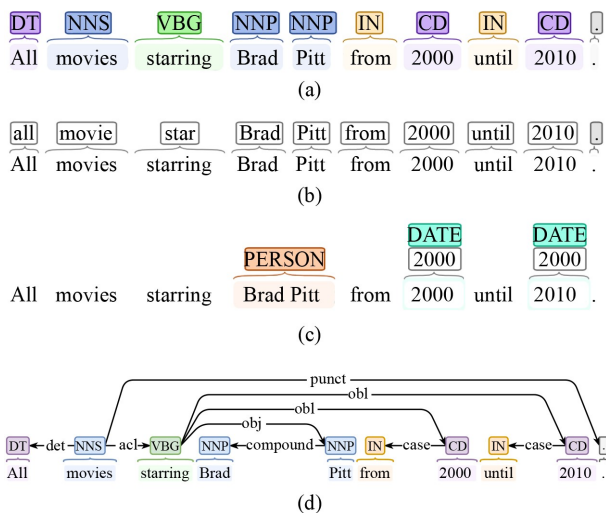 DT NNS VBG NNP NNP IN CD IN CD .
All movies starring Brad Pitt from 2000 until 2010 .
(a)
all movie star Brad Pitt from 2000 until 2010 .
All movies starring Brad Pitt from 2000 until 2010 .
(b)
DATE DATE
PERSON 2000 2000
All movies starring Brad Pitt from 2000 until 2010 .
(c)
punct
obl
obl
obj
DT det NNS acl VBG NNP compound NNP IN case CD IN case CD .
All movies starring Brad Pitt from 2000 until 2010 .
(d)